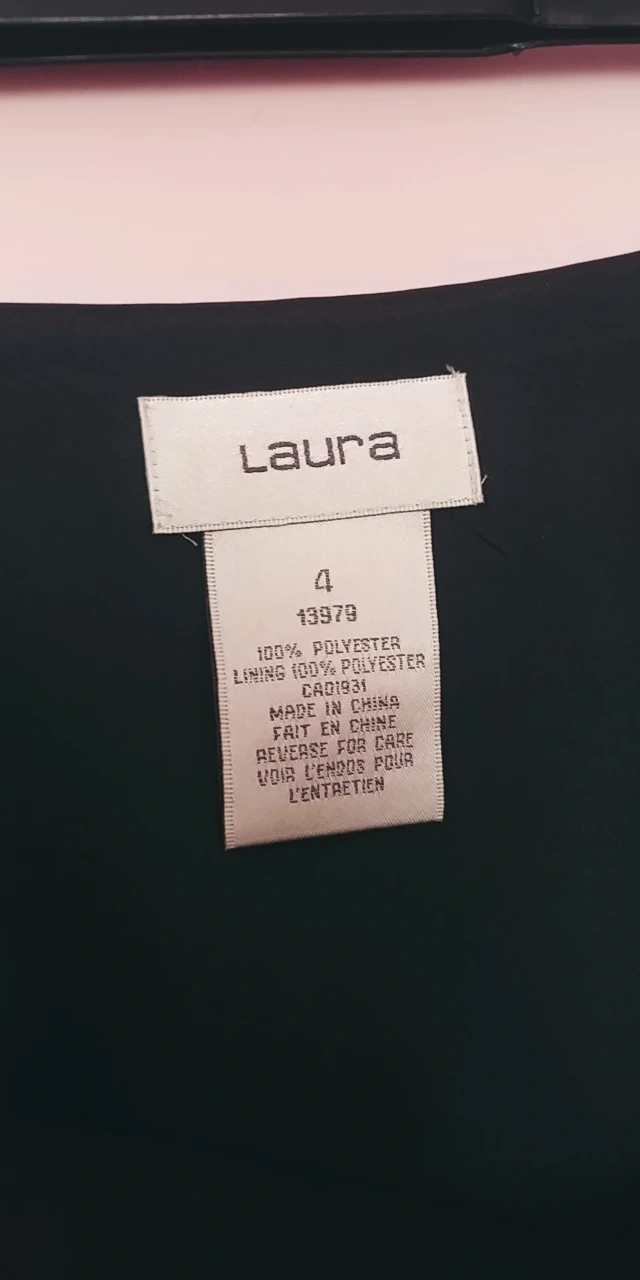 Laura
4
13979
100% POLYESTER
LINING 100% POLYESTER
CA01931
MADE IN CHINA
FAIT EN CHINE
REVERSE FOR CARE
VOIR L'ENDOS POUR
L'ENTRETIEN